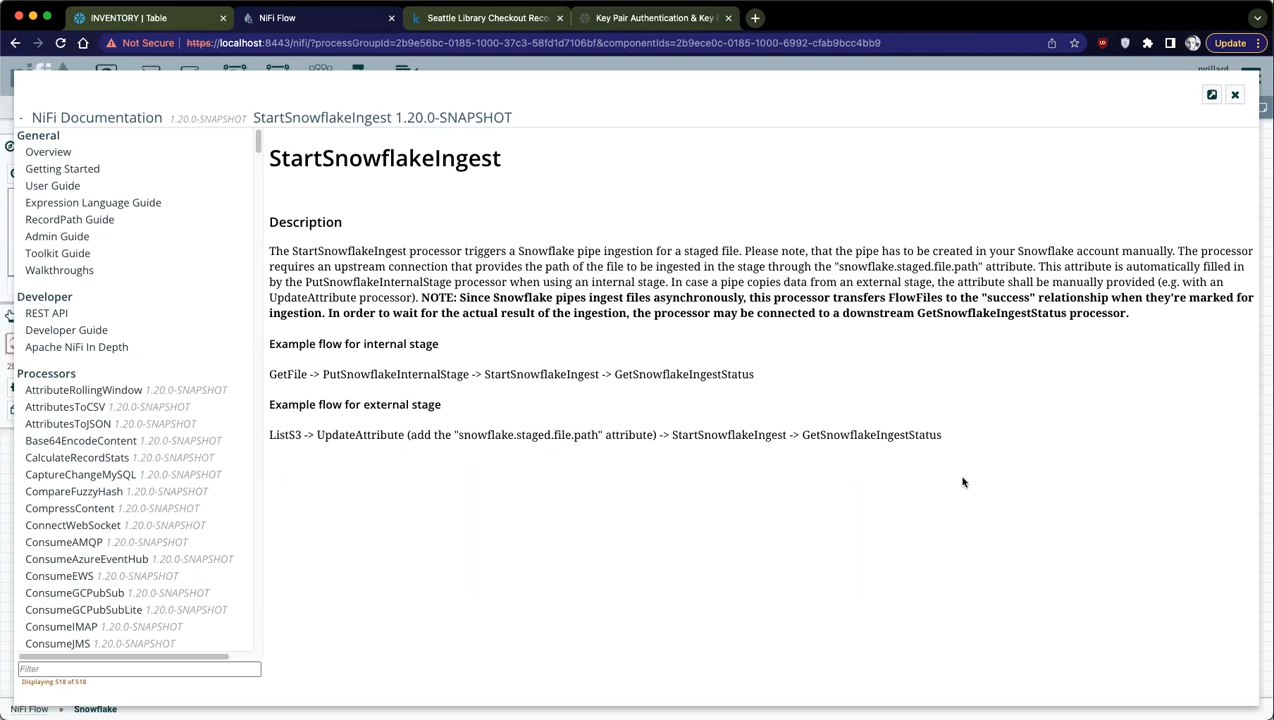 INVENTORY | Table
NiFi Flow
Seattle Library Checkout Reco
Key Pair Authentication & Key
Not Secure
https://localhost:8443/nifi/?processGroupId=2b9e56bc-0185-1000-37c3-58fd1d7106bf&componentIds=2b9ece0c-0185-1000-6992-cfab9bcc4bb9
Update
NiFi Documentation 1.20.0-SNAPSHOT StartSnowflakeIngest 1.20.0-SNAPSHOT
General
Overview
Getting Started
User Guide
Expression Language Guide
RecordPath Guide
Admin Guide
Toolkit Guide
Walkthroughs
Developer
REST API
Developer Guide
Apache NiFi In Depth
Processors
AttributeRollingWindow 1.20.0-SNAPSHOT
AttributesToCSV 1.20.0-SNAPSHOT
AttributesToJSON 1.20.0-SNAPSHOT
Base64EncodeContent 1.20.0-SNAPSHOT
CalculateRecordStats 1.20.0-SNAPSHOT
CaptureChangeMySQL 1.20.0-SNAPSHOT
CompareFuzzyHash 1.20.0-SNAPSHOT
CompressContent 1.20.0-SNAPSHOT
ConnectWebSocket 1.20.0-SNAPSHOT
ConsumeAMQP 1.20.0-SNAPSHOT
ConsumeAzureEventHub 1.20.0-SNAPSHOT
ConsumeEWS 1.20.0-SNAPSHOT
ConsumeGCPubSub 1.20.0-SNAPSHOT
ConsumeGCPubSubLite 1.20.0-SNAPSHOT
ConsumeIMAP 1.20.0-SNAPSHOT
ConsumeJMS 1.20.0-SNAPSHOT
Filter
Displaying 518 of 518
StartSnowflakeIngest
Description
The StartSnowflakeIngest processor triggers a Snowflake pipe ingestion for a staged file. Please note, that the pipe has to be created in your Snowflake account manually. The processor
requires an upstream connection that provides the path of the file to be ingested in the stage through the "snowflake.staged.file.path" attribute. This attribute is automatically filled in
by the PutSnowflakeInternalStage processor when using an internal stage. In case a pipe copies data from an external stage, the attribute shall be manually provided (e.g. with an
UpdateAttribute processor). NOTE: Since Snowflake pipes ingest files asynchronously, this processor transfers FlowFiles to the "success" relationship when they're marked for
ingestion. In order to wait for the actual result of the ingestion, the processor may be connected to a downstream GetSnowflakeIngestStatus processor.
Example flow for internal stage
GetFile -> PutSnowflakeInternalStage -> StartSnowflakeIngest -> GetSnowflakeIngestStatus
Example flow for external stage
ListS3 -> UpdateAttribute (add the "snowflake.staged.file.path" attribute) -> StartSnowflakeIngest -> GetSnowflakeIngestStatus
NiFi Flow » Snowflake